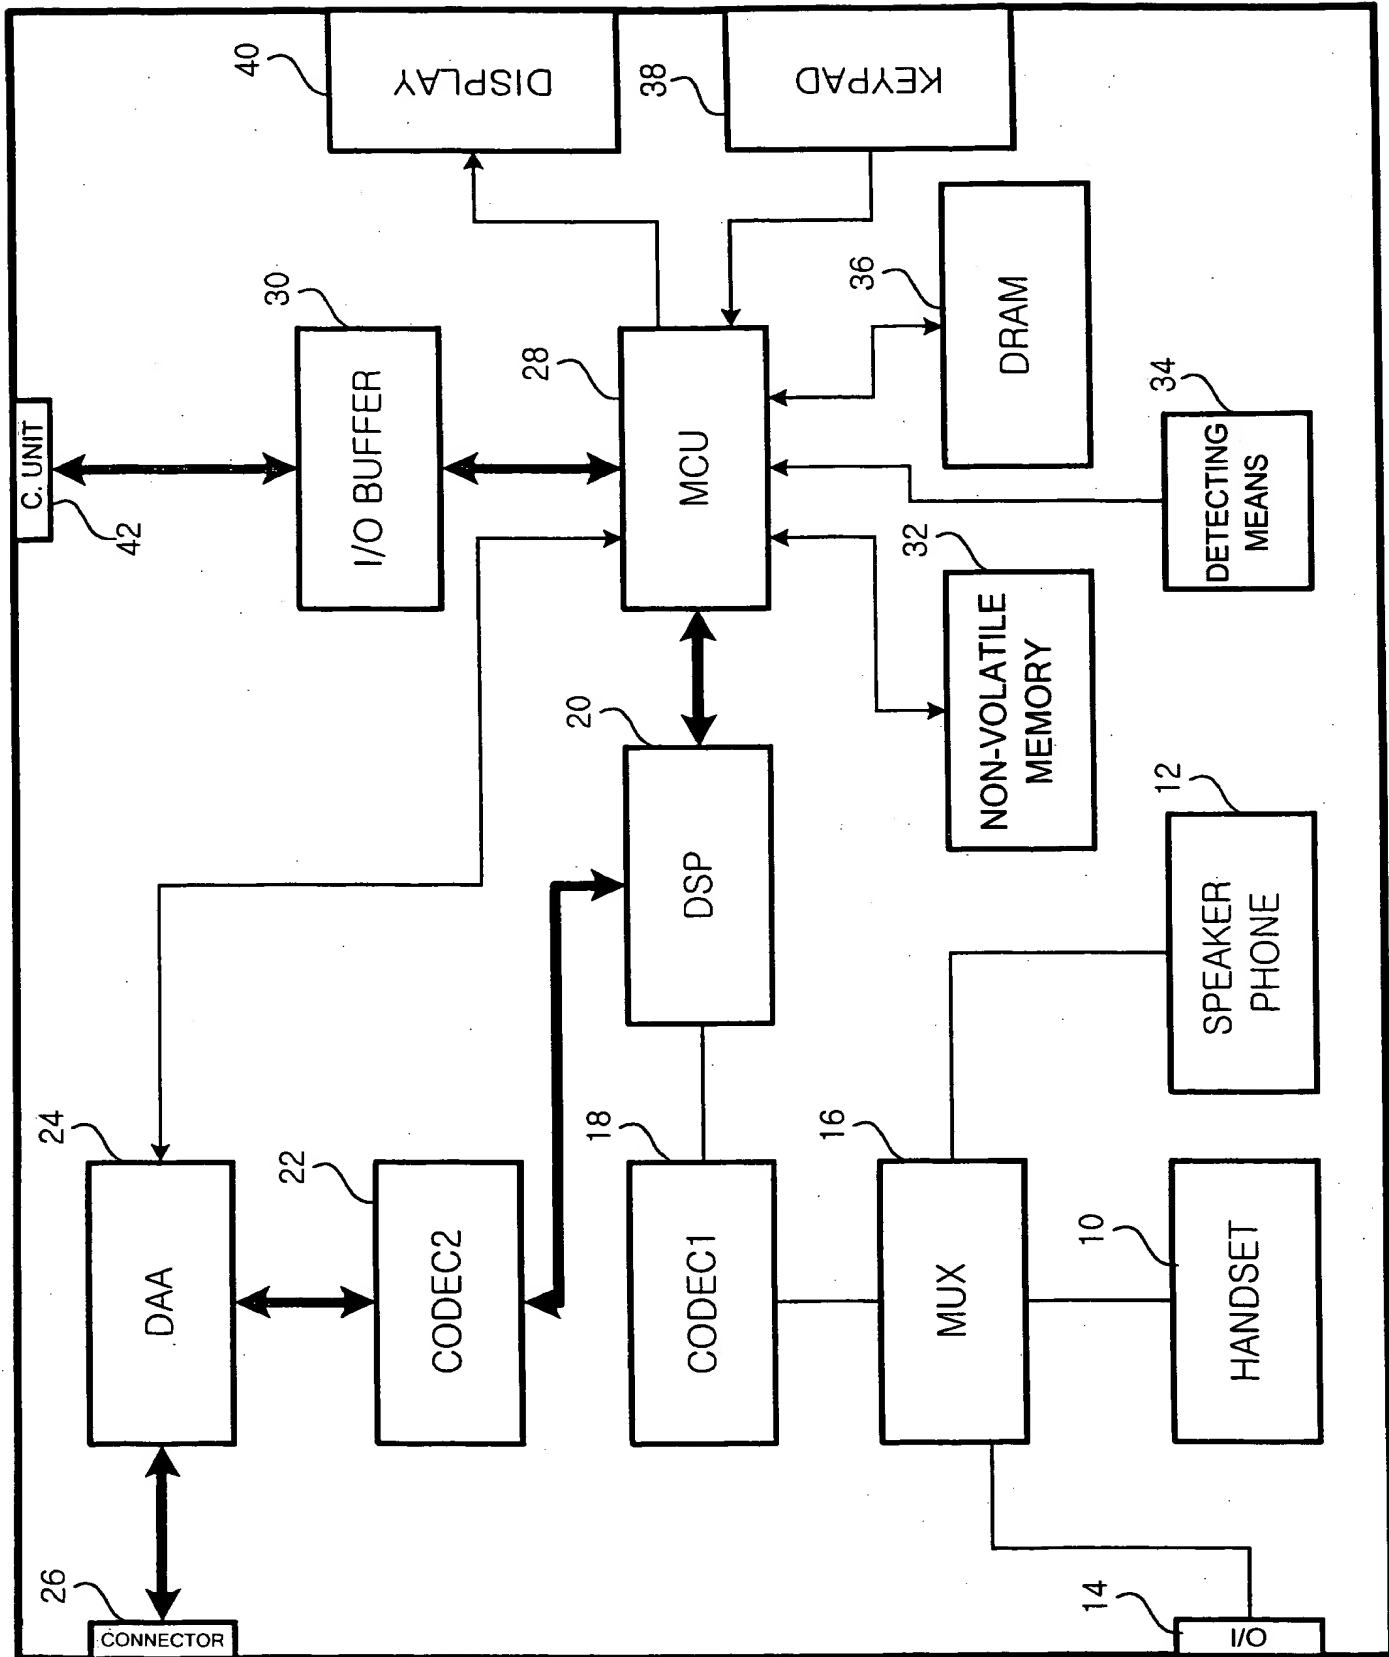 26
CONNECTOR
24
DAA
22
CODEC2
18
CODEC1
16
MUX
10
HANDSET
14
I/O
12
SPEAKER
PHONE
20
DSP
42
C. UNIT
30
I/O BUFFER
28
MCU
32
NON-VOLATILE
MEMORY
34
DETECTING
MEANS
36
DRAM
40
DISPLAY
38
KEYPAD